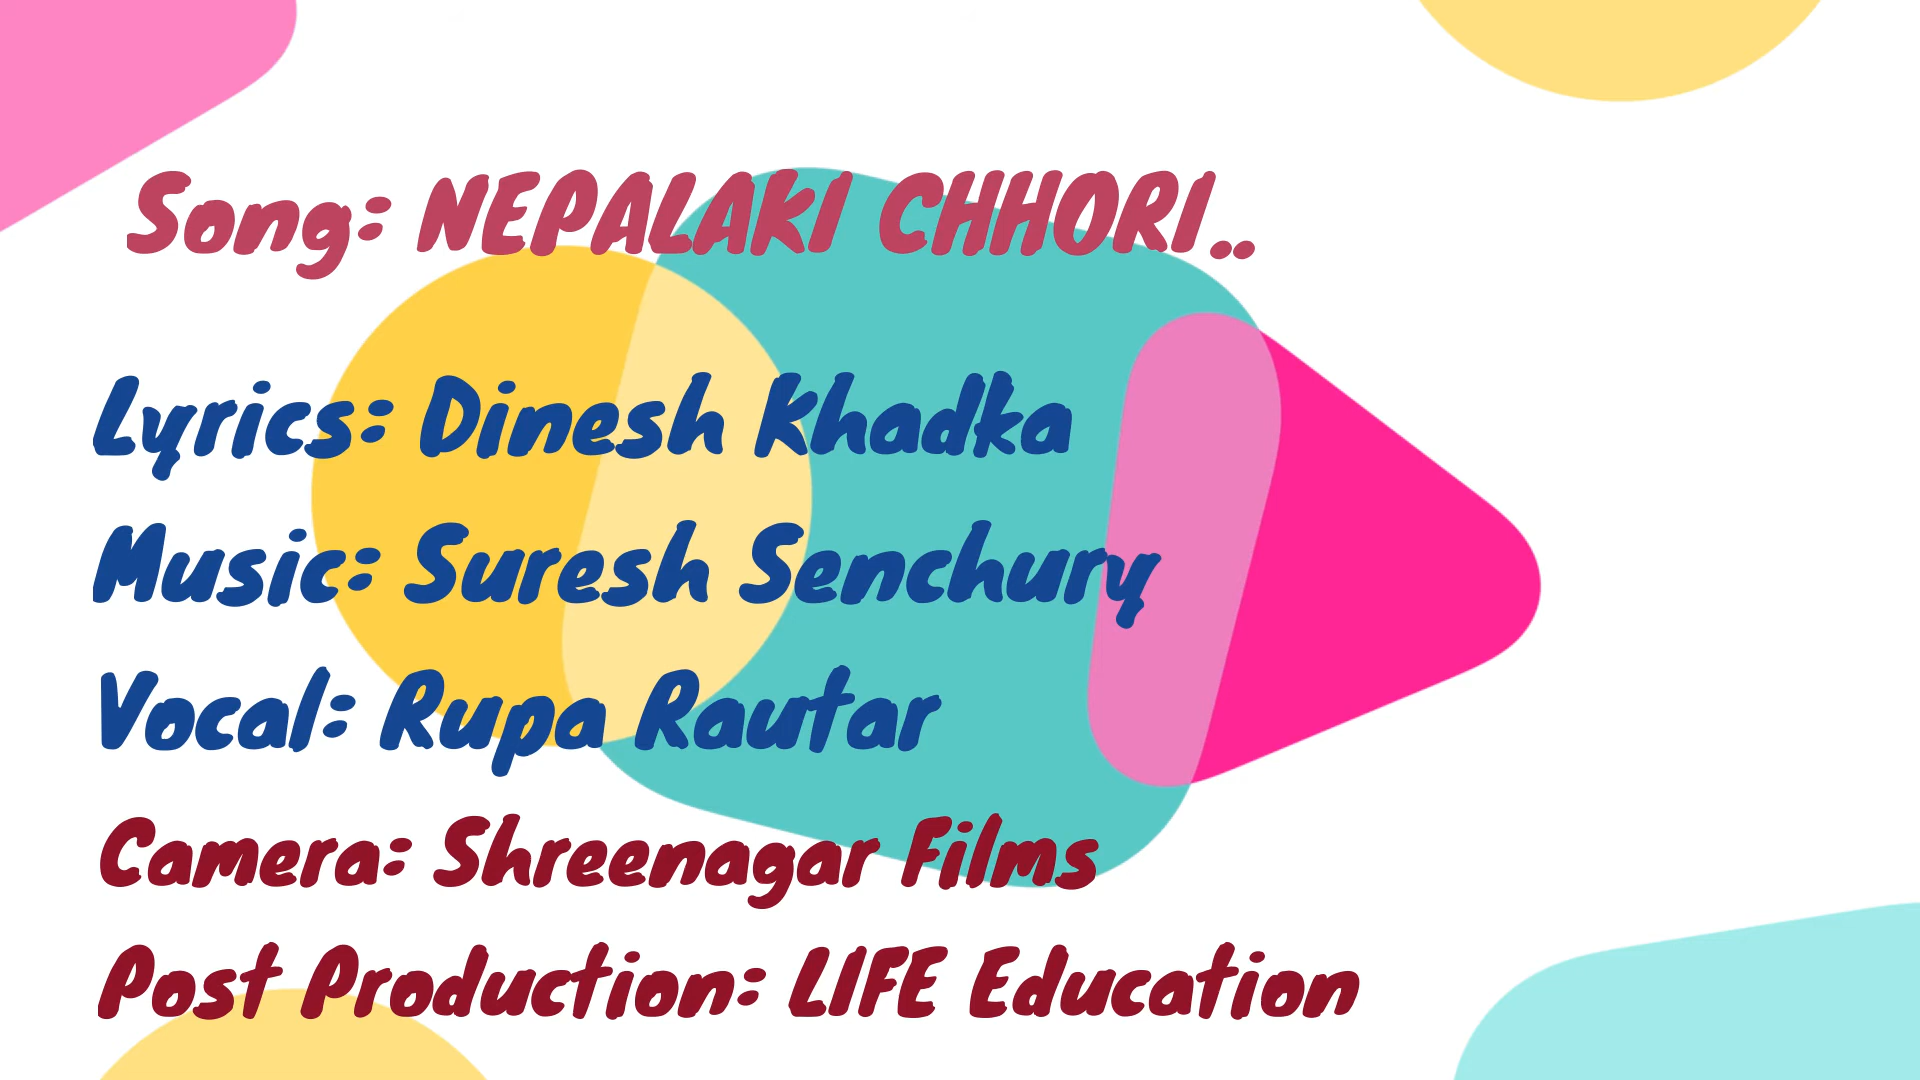 Song: NEPALAKI CHHORI..
Lyrics: Dinesh Khadka
Music: Suresh Senchury
Vocal: Rupa Rautar
Camera: Shreenagar Films
Post Production: LIFE Education